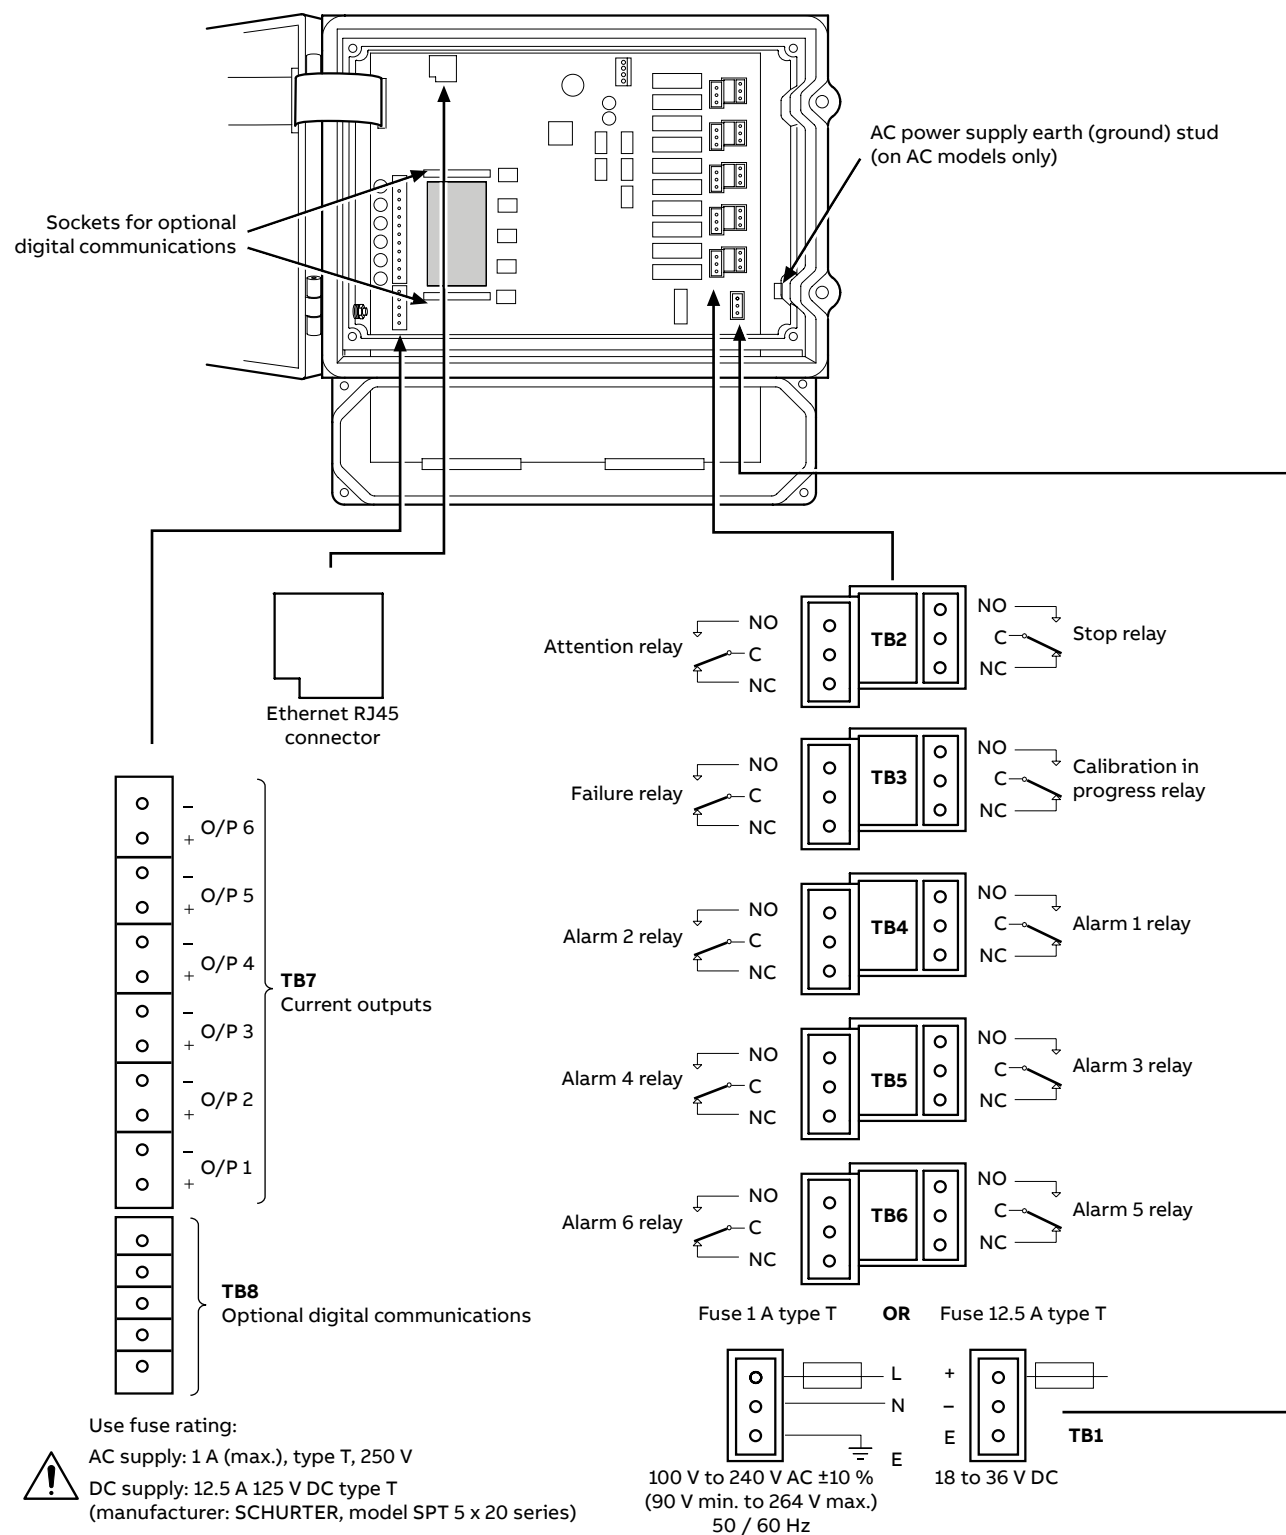 AC power supply earth (ground) stud
(on AC models only)
Sockets for optional
digital communications
Ethernet RJ45
connector
– O/P 6 +
– O/P 5 +
– O/P 4 +
– O/P 3 +
– O/P 2 +
– O/P 1 +
TB7
Current outputs
TB8
Optional digital communications
Attention relay
NO
C
NC
TB2
NO
C
NC
Stop relay
Failure relay
NO
C
NC
TB3
NO
C
NC
Calibration in
progress relay
Alarm 2 relay
NO
C
NC
TB4
NO
C
NC
Alarm 1 relay
Alarm 4 relay
NO
C
NC
TB5
NO
C
NC
Alarm 3 relay
Alarm 6 relay
NO
C
NC
TB6
NO
C
NC
Alarm 5 relay
Fuse 1 A type T OR Fuse 12.5 A type T
L
N
E
100 V to 240 V AC ±10 %
(90 V min. to 264 V max.)
50 / 60 Hz
+
–
E
18 to 36 V DC
TB1
Use fuse rating:
AC supply: 1 A (max.), type T, 250 V
DC supply: 12.5 A 125 V DC type T
(manufacturer: SCHURTER, model SPT 5 x 20 series)